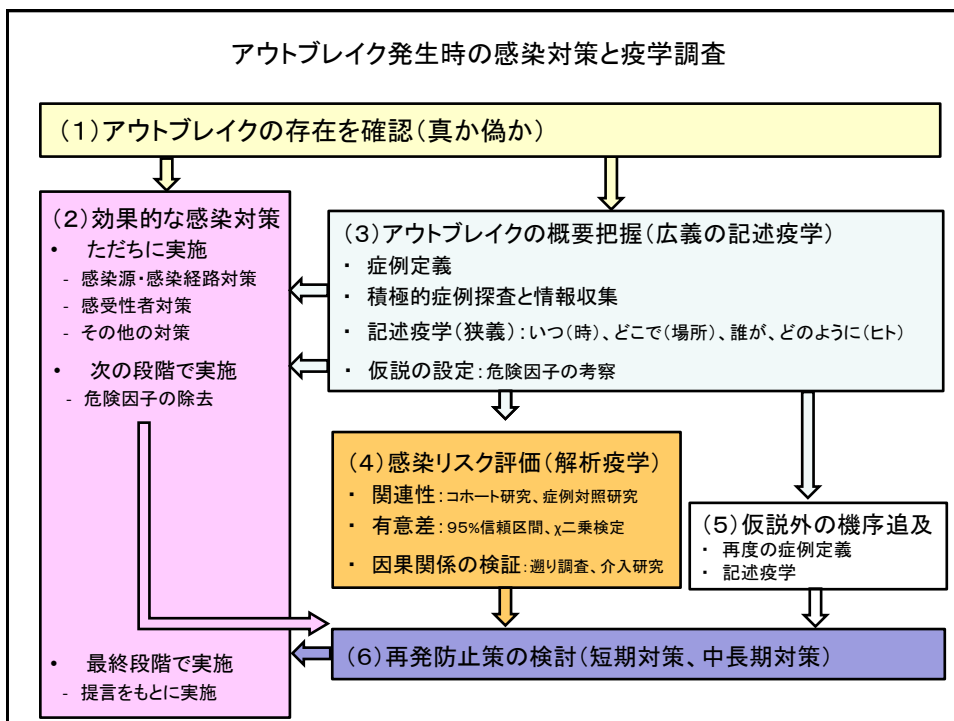 アウトブレイク発生時の感染対策と疫学調査
(1)アウトブレイクの存在を確認(真か偽か)
(2)効果的な感染対策
• ただちに実施
- 感染源・感染経路対策
- 感受性者対策
- その他の対策
• 次の段階で実施
- 危険因子の除去
• 最終段階で実施
- 提言をもとに実施
(3)アウトブレイクの概要把握(広義の記述疫学)
・ 症例定義
・ 積極的症例探査と情報収集
・ 記述疫学(狭義):いつ(時)、どこで(場所)、誰が、どのように(ヒト)
・ 仮説の設定:危険因子の考察
(4)感染リスク評価(解析疫学)
・ 関連性:コホート研究、症例対照研究
・ 有意差:95%信頼区間、χ二乗検定
・ 因果関係の検証:遡り調査、介入研究
(5)仮説外の機序追及
・ 再度の症例定義
・ 記述疫学
(6)再発防止策の検討(短期対策、中長期対策)